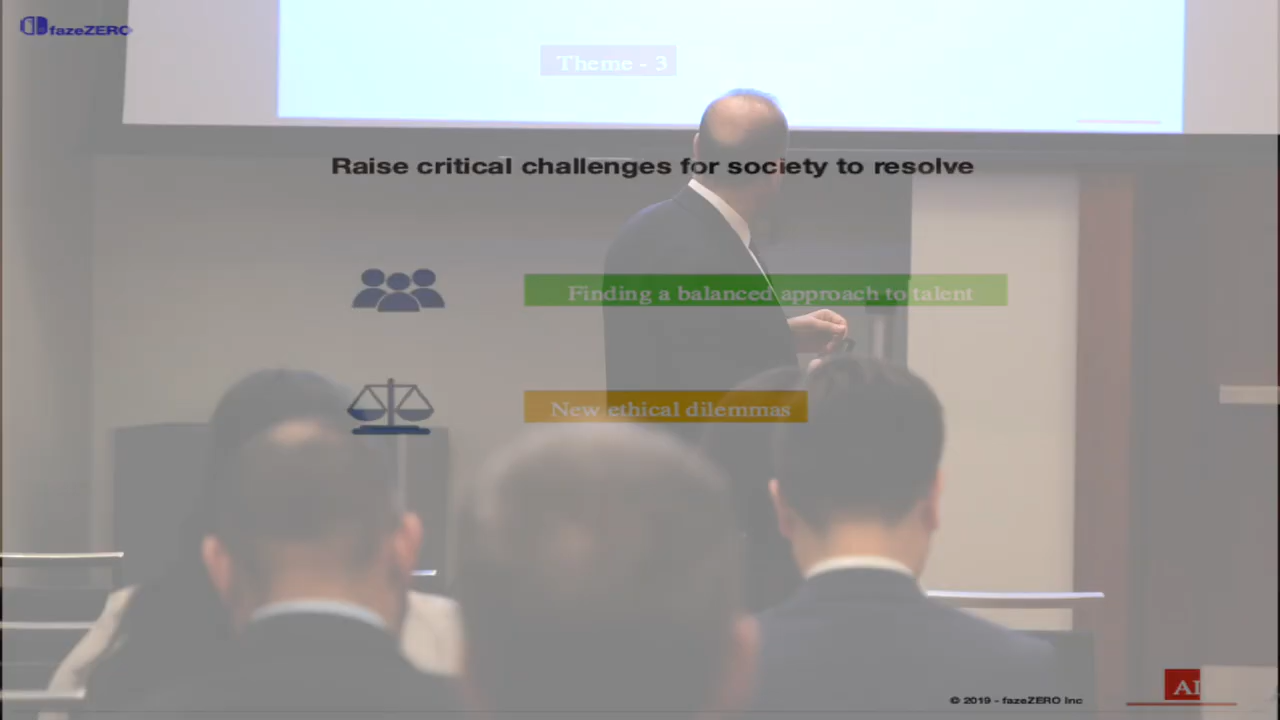 fazeZERO
Theme - 3
Raise critical challenges for society to resolve
Finding a balanced approach to talent
New ethical dilemmas
© 2019 - fazeZERO Inc
AI